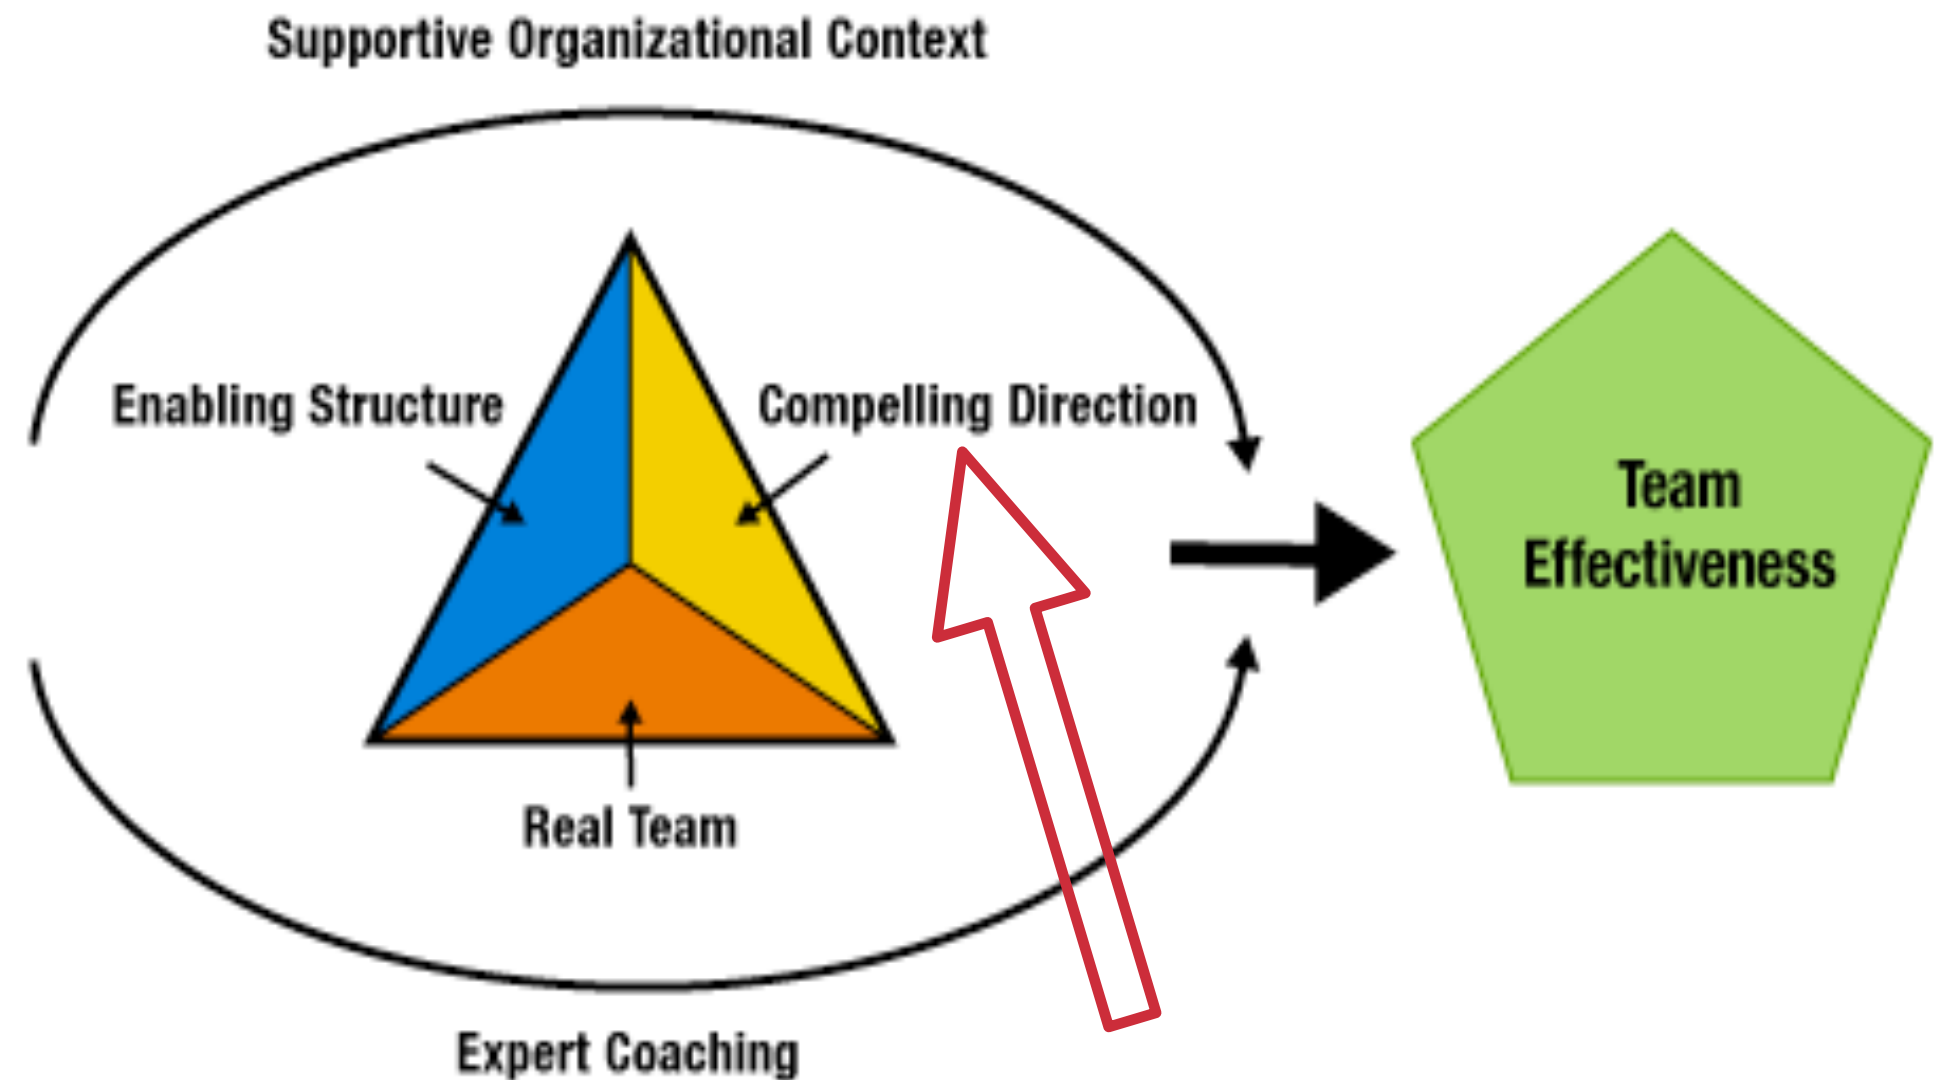 Supportive Organizational Context
Enabling Structure
Compelling Direction
Team
Effectiveness
Real Team
Expert Coaching